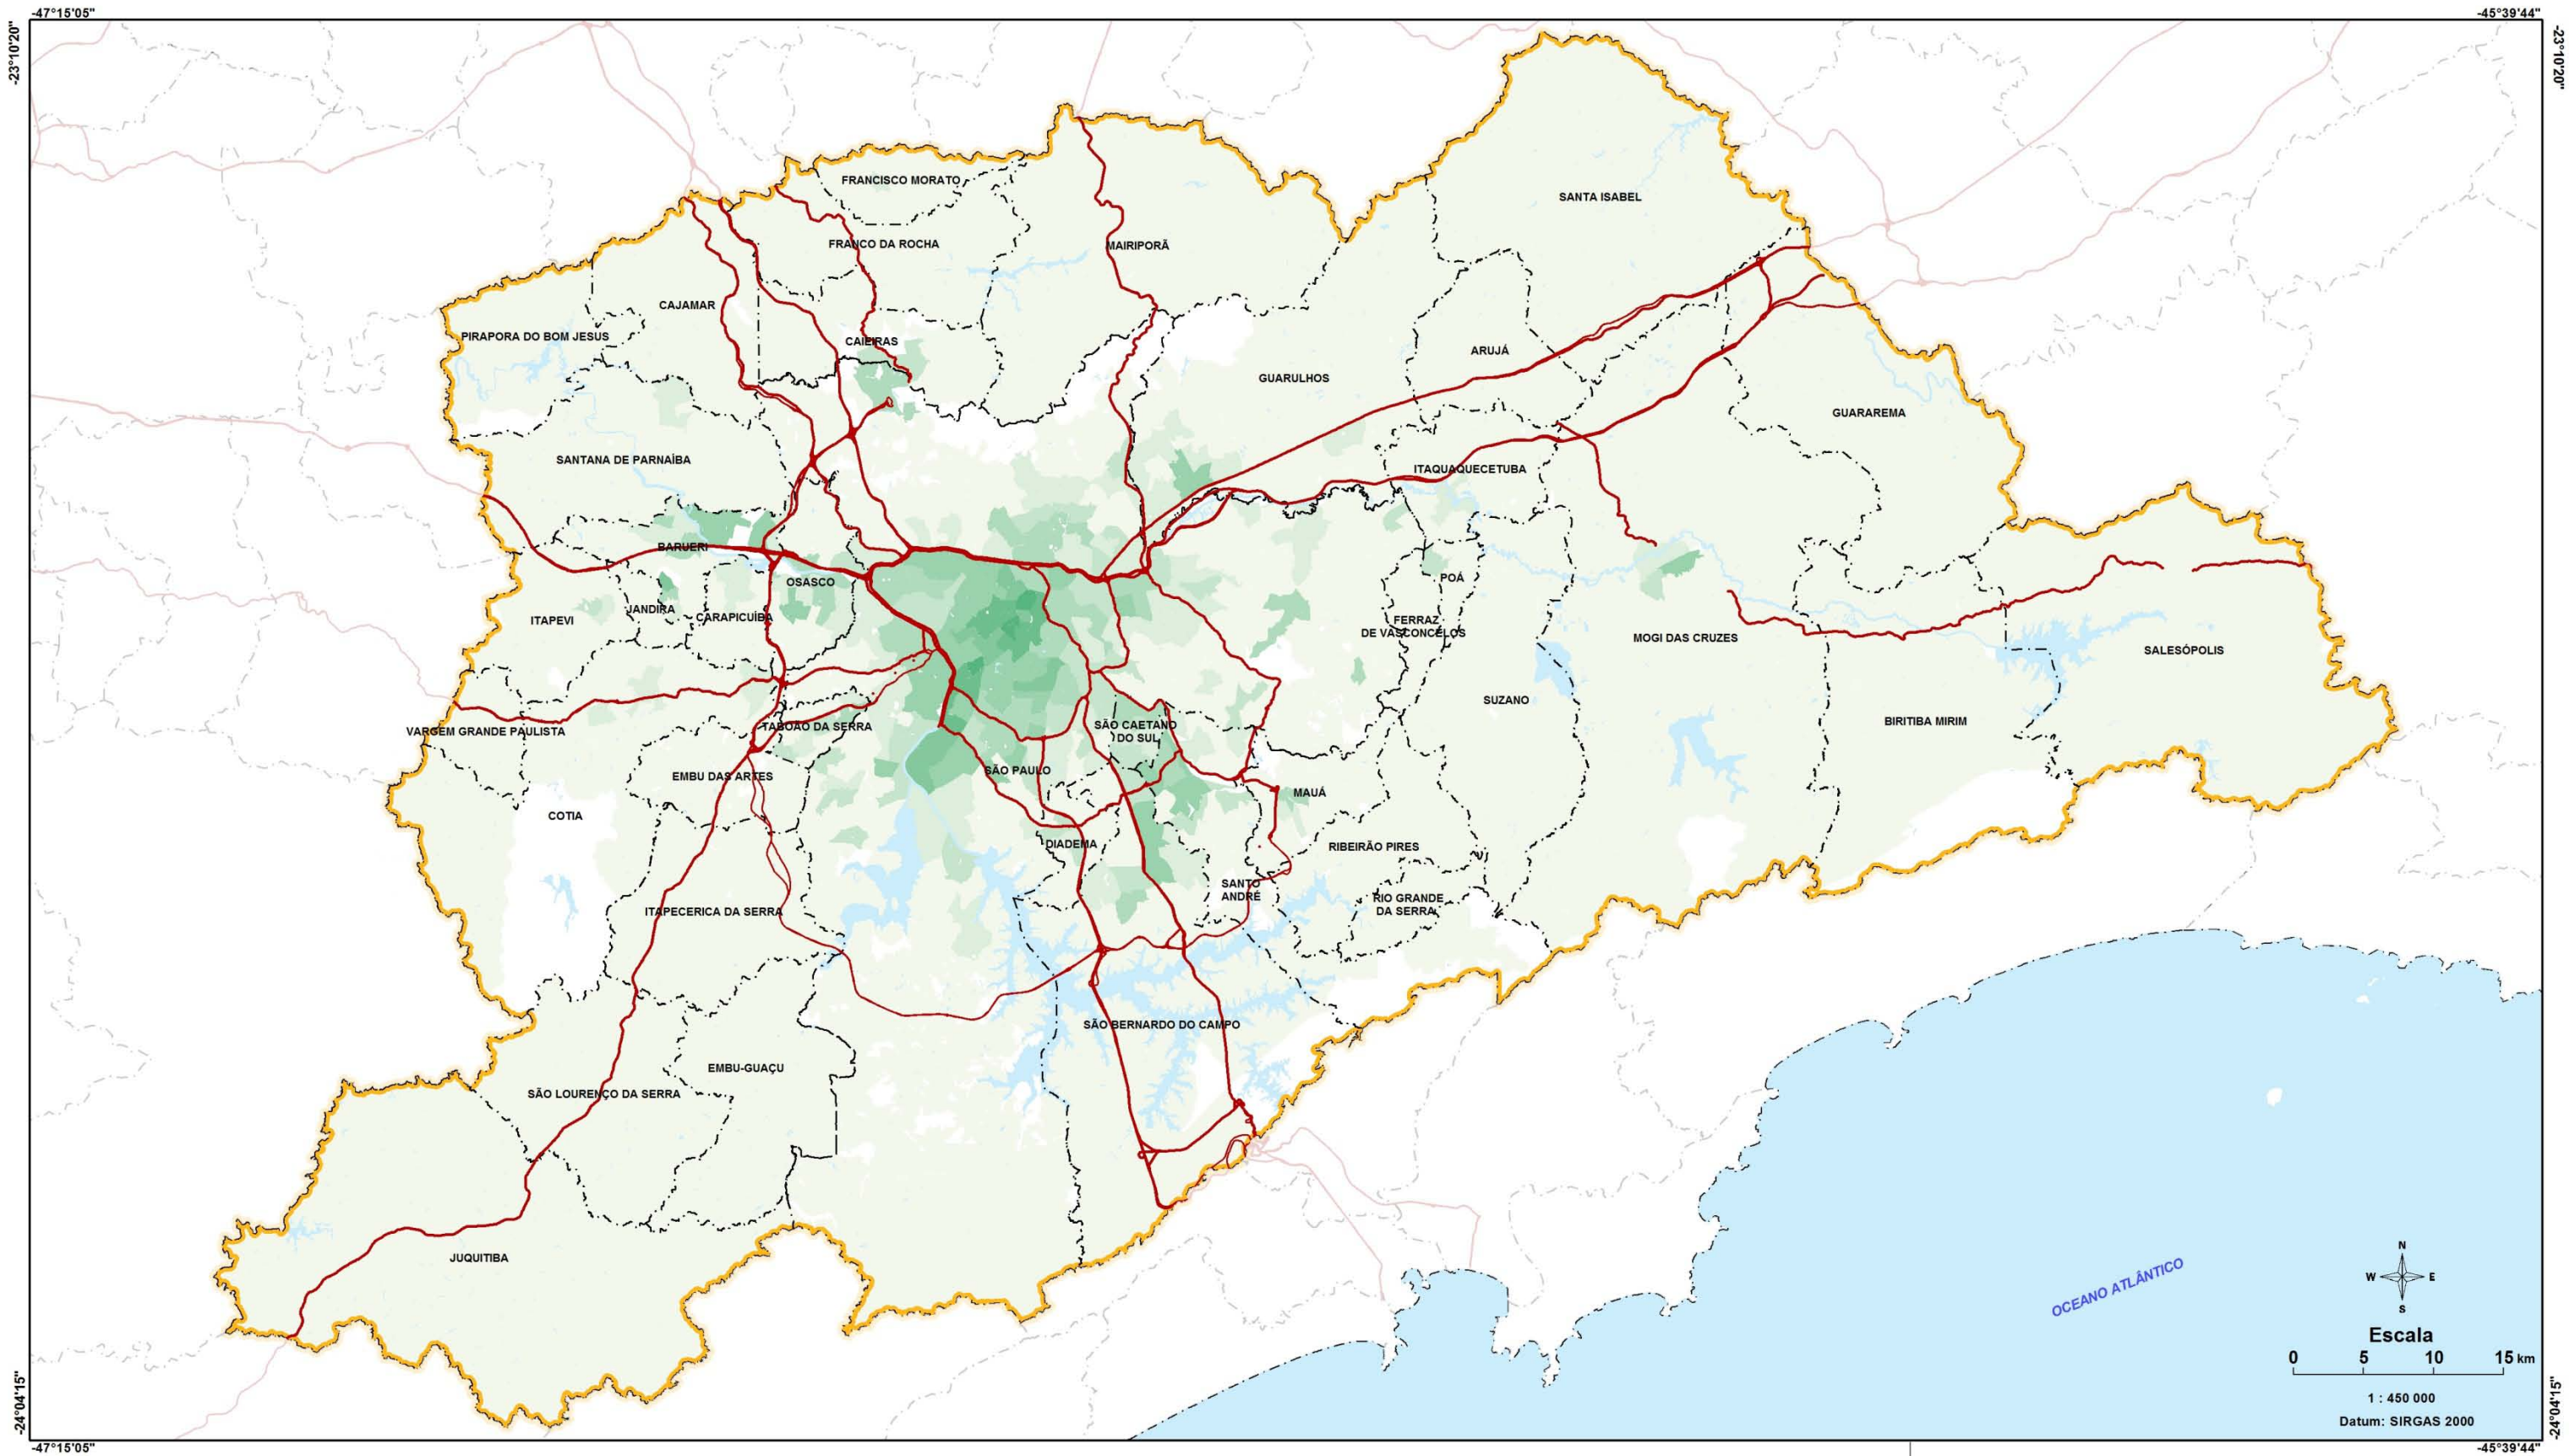 -47°15'05"
-45°39'44"
-23°10'20"
-23°10'20"
FRANCISCO MORATO
SANTA ISABEL
FRANCO DA ROCHA
MAIRIPORÃ
CAJAMAR
PIRAPORA DO BOM JESUS
CAIEIRAS
ARUJÁ
GUARULHOS
GUARAREMA
SANTANA DE PARNAÍBA
ITAQUAQUECETUBA
BARUERI
OSASCO
POÁ
JANDIRA
CARAPICUÍBA
ITAPEVI
FERRAZ
DE VASCONCELOS
MOGI DAS CRUZES
SALESÓPOLIS
SUZANO
BIRITIBA MIRIM
VARGEM GRANDE PAULISTA
TABOÃO DA SERRA
SÃO CAETANO
DO SUL
SÃO PAULO
EMBU DAS ARTES
MAUÁ
COTIA
DIADEMA
RIBEIRÃO PIRES
SANTO
ANDRÉ
RIO GRANDE
DA SERRA
ITAPECERICA DA SERRA
SÃO BERNARDO DO CAMPO
EMBU-GUAÇU
SÃO LOURENÇO DA SERRA
JUQUITIBA
OCEANO ATLÂNTICO
N
W E
S
Escala
0 5 10 15 km
1 : 450 000
Datum: SIRGAS 2000
-24°04'15"
-24°04'15"
-47°15'05"
-45°39'44"